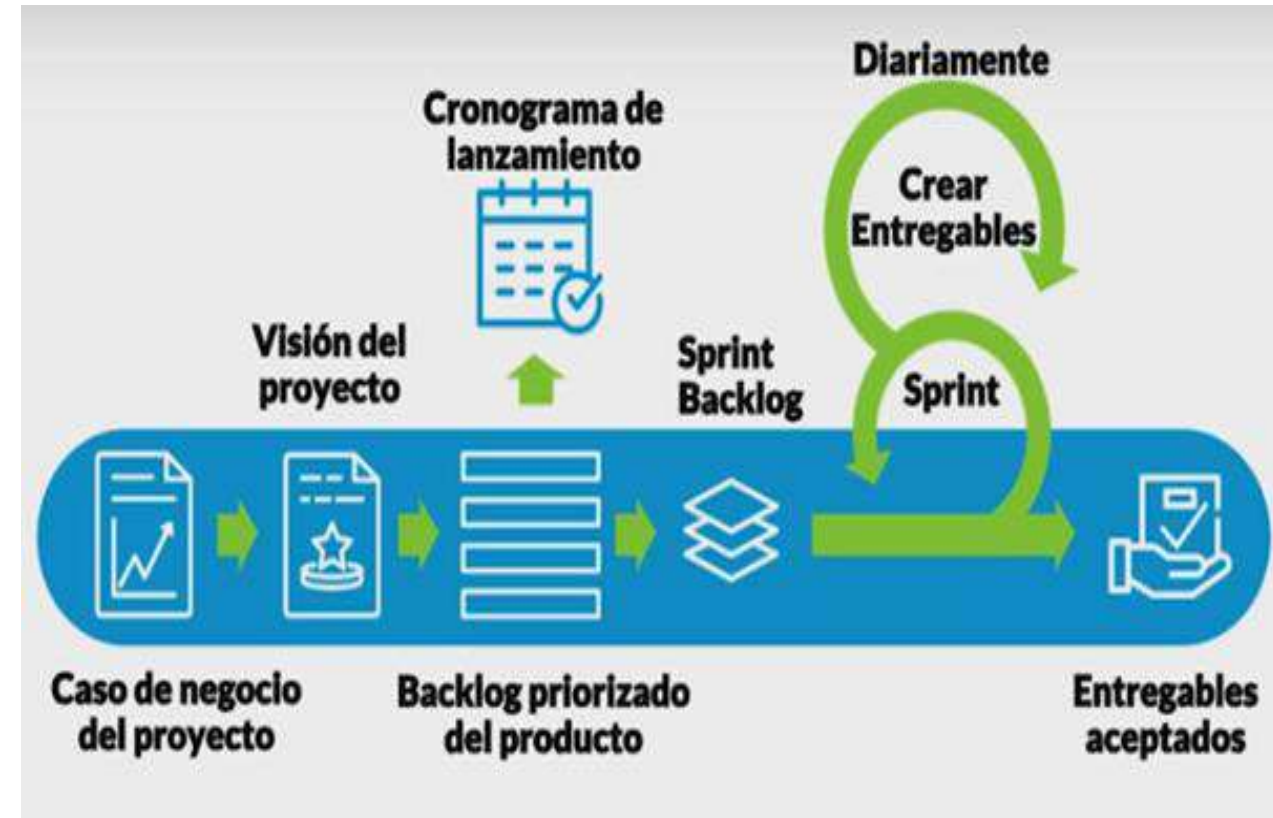 Diariamente
Cronograma de
lanzamiento
Crear
Entregables
Visión del
proyecto
Sprint
Backlog
Sprint
Caso de negocio
del proyecto
Backlog priorizado
del producto
Entregables
aceptados